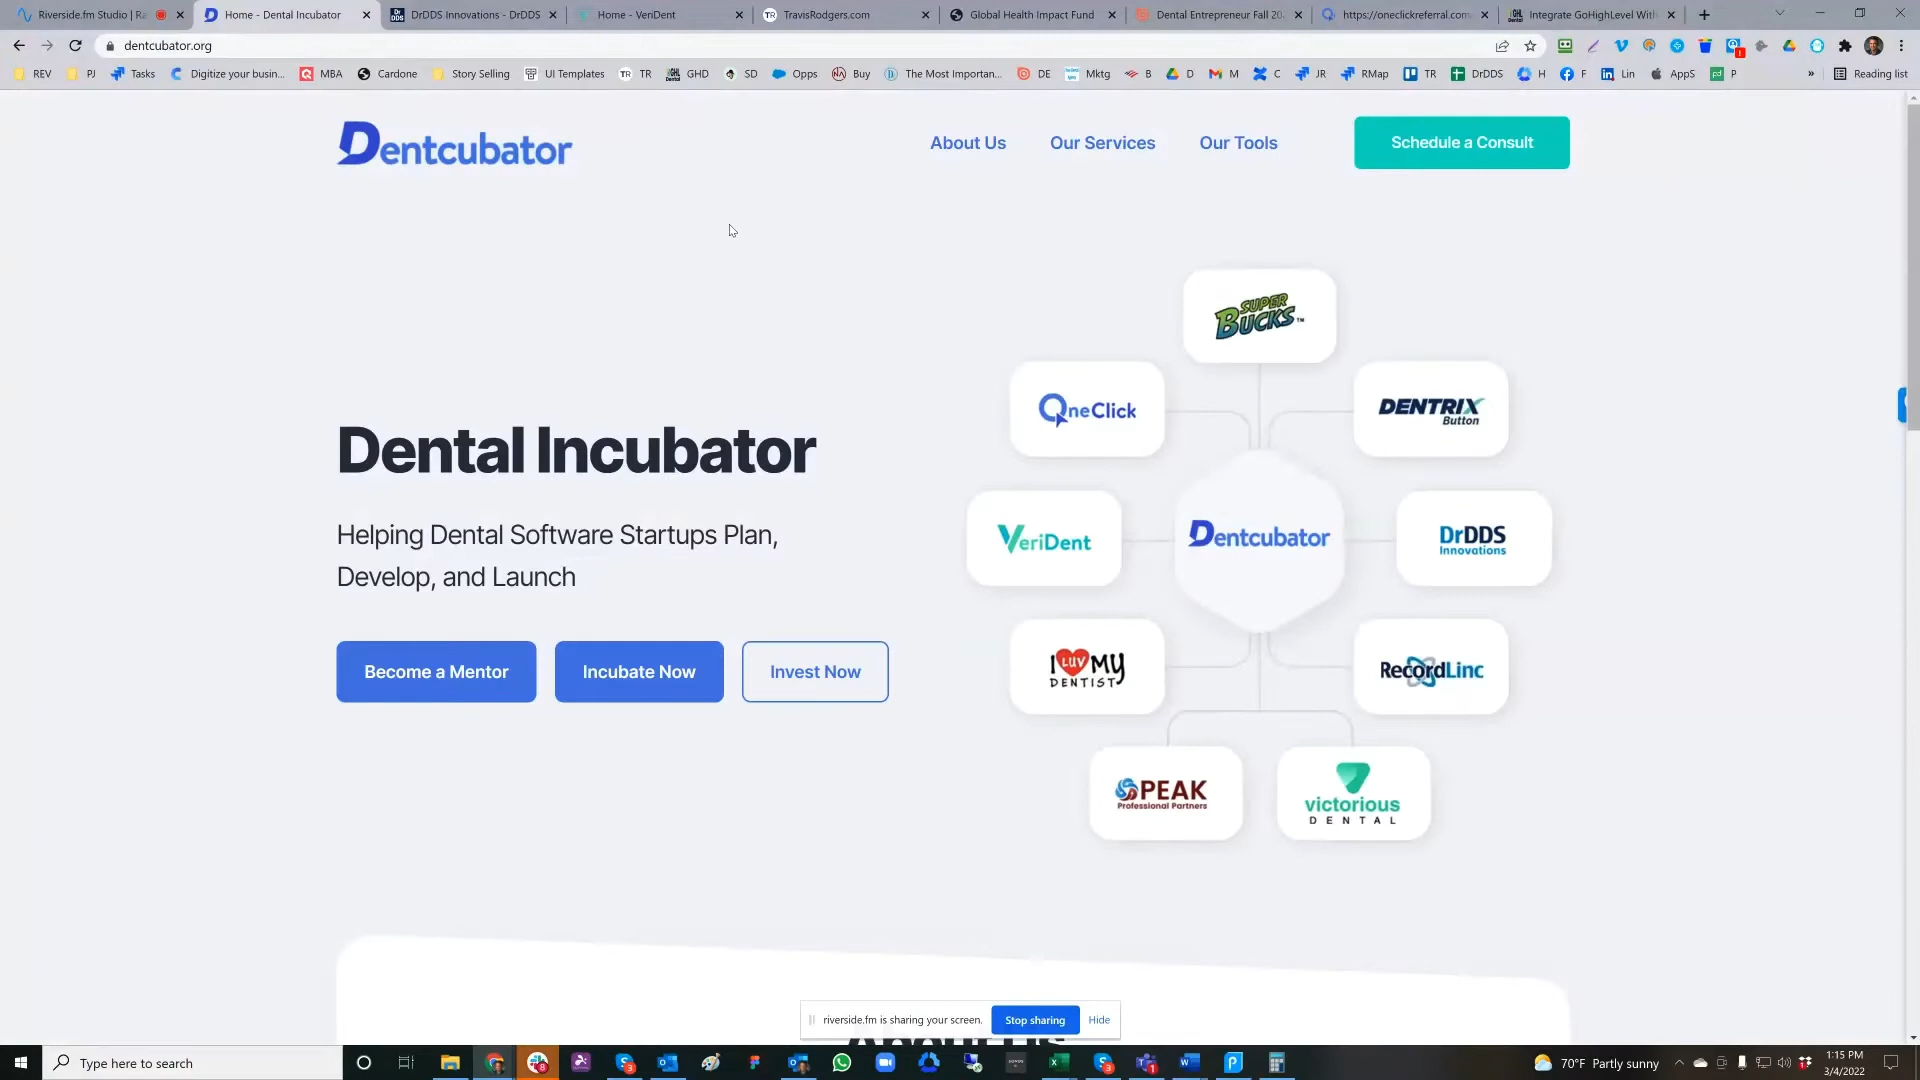 Riverside.fm Studio | Ra
Home - Dental Incubator
DrDDS Innovations - DrDDS
Home - VeriDent
TravisRodgers.com
Global Health Impact Fund
Dental Entrepreneur Fall 20
https://oneclickreferral.com
Integrate GoHighLevel With
dentcubator.org
REV
PJ
Tasks
Digitize your busin...
MBA
Cardone
Story Selling
UI Templates
TR
TR
GHD
SD
Opps
Buy
The Most Importan...
DE
Mktg
B
D
M
C
JR
RMap
TR
DrDDS
H
F
Lin
AppS
P
»
Reading list
Dentcubator
About Us
Our Services
Our Tools
Schedule a Consult
SUPER
BUCKS™
OneClick
DENTRIX
Button
Dental Incubator
Helping Dental Software Startups Plan,
Develop, and Launch
VeriDent
Dentcubator
DrDDS
Innovations
Become a Mentor
Incubate Now
Invest Now
I LUV MY
DENTIST
RecordLinc
PEAK
Professional Partners
victorious
DENTAL
riverside.fm is sharing your screen.
Stop sharing
Hide
About Us
Type here to search
70°F Partly sunny
1:15 PM
3/4/2022